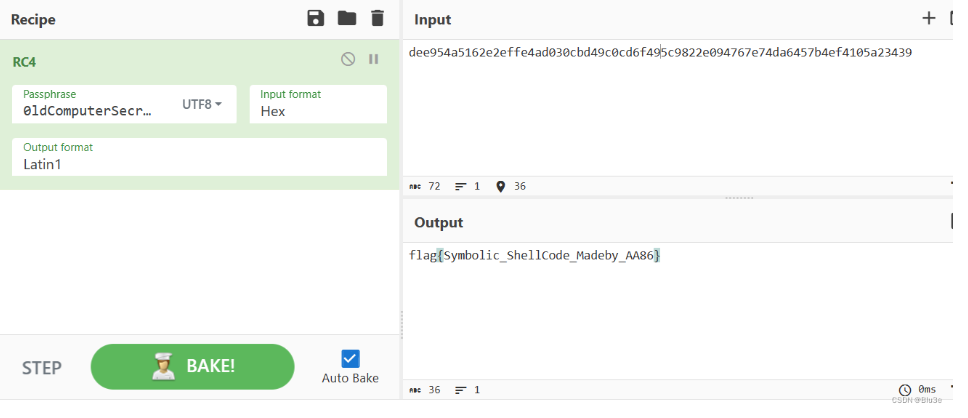 Recipe
RC4
Passphrase
0ldComputerSecr...
UTF8
Input format
Hex
Output format
Latin1
STEP
BAKE!
Auto Bake
Input
dee954a5162e2effe4ad030cbd49c0cd6f495c9822e094767e74da6457b4ef4105a23439
ABC 72 1 36
Output
flag{Symbolic_ShellCode_Madeby_AA86}
ABC 36 1
0ms
CSDN @Blu3e